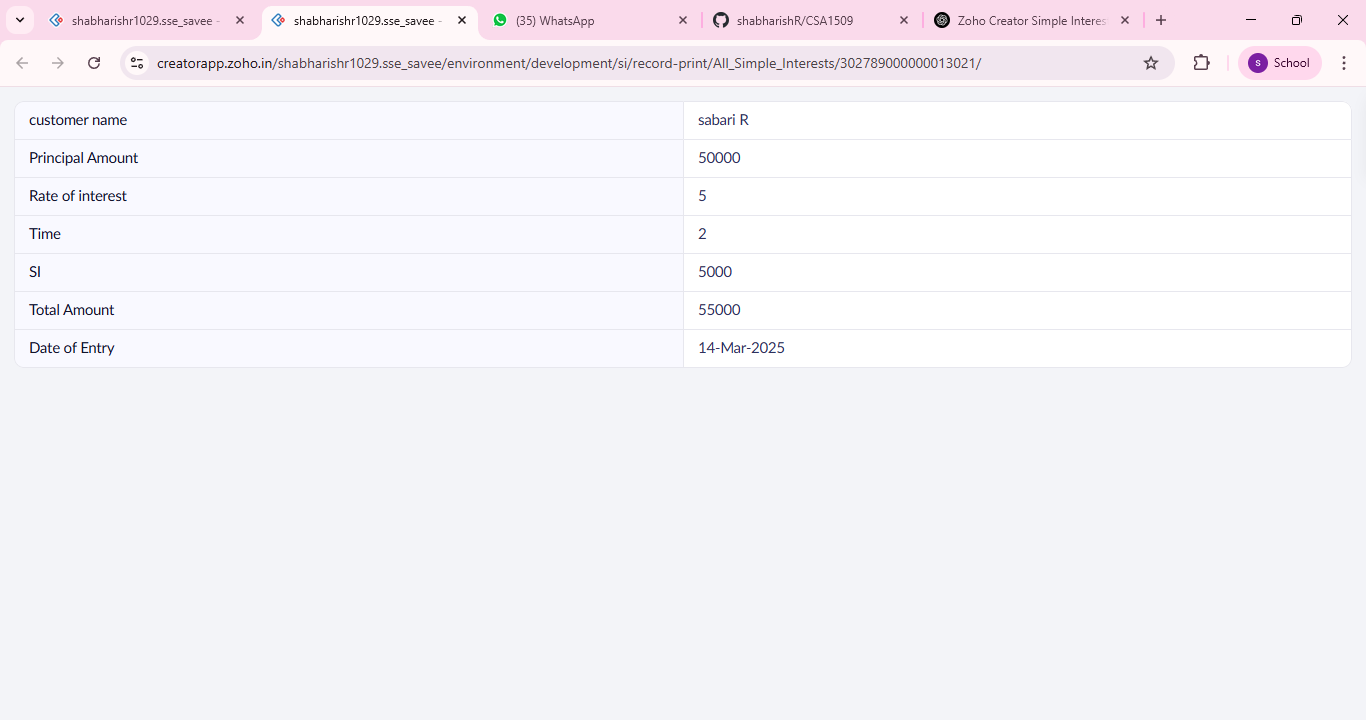 shabharishr1029.sse_savee -
shabharishr1029.sse_savee -
(35) WhatsApp
shabharishR/CSA1509
Zoho Creator Simple Interes
creatorapp.zoho.in/shabharishr1029.sse_savee/environment/development/si/record-print/All_Simple_Interests/302789000000013021/
S School
customer name sabari R
Principal Amount 50000
Rate of interest 5
Time 2
SI 5000
Total Amount 55000
Date of Entry 14-Mar-2025